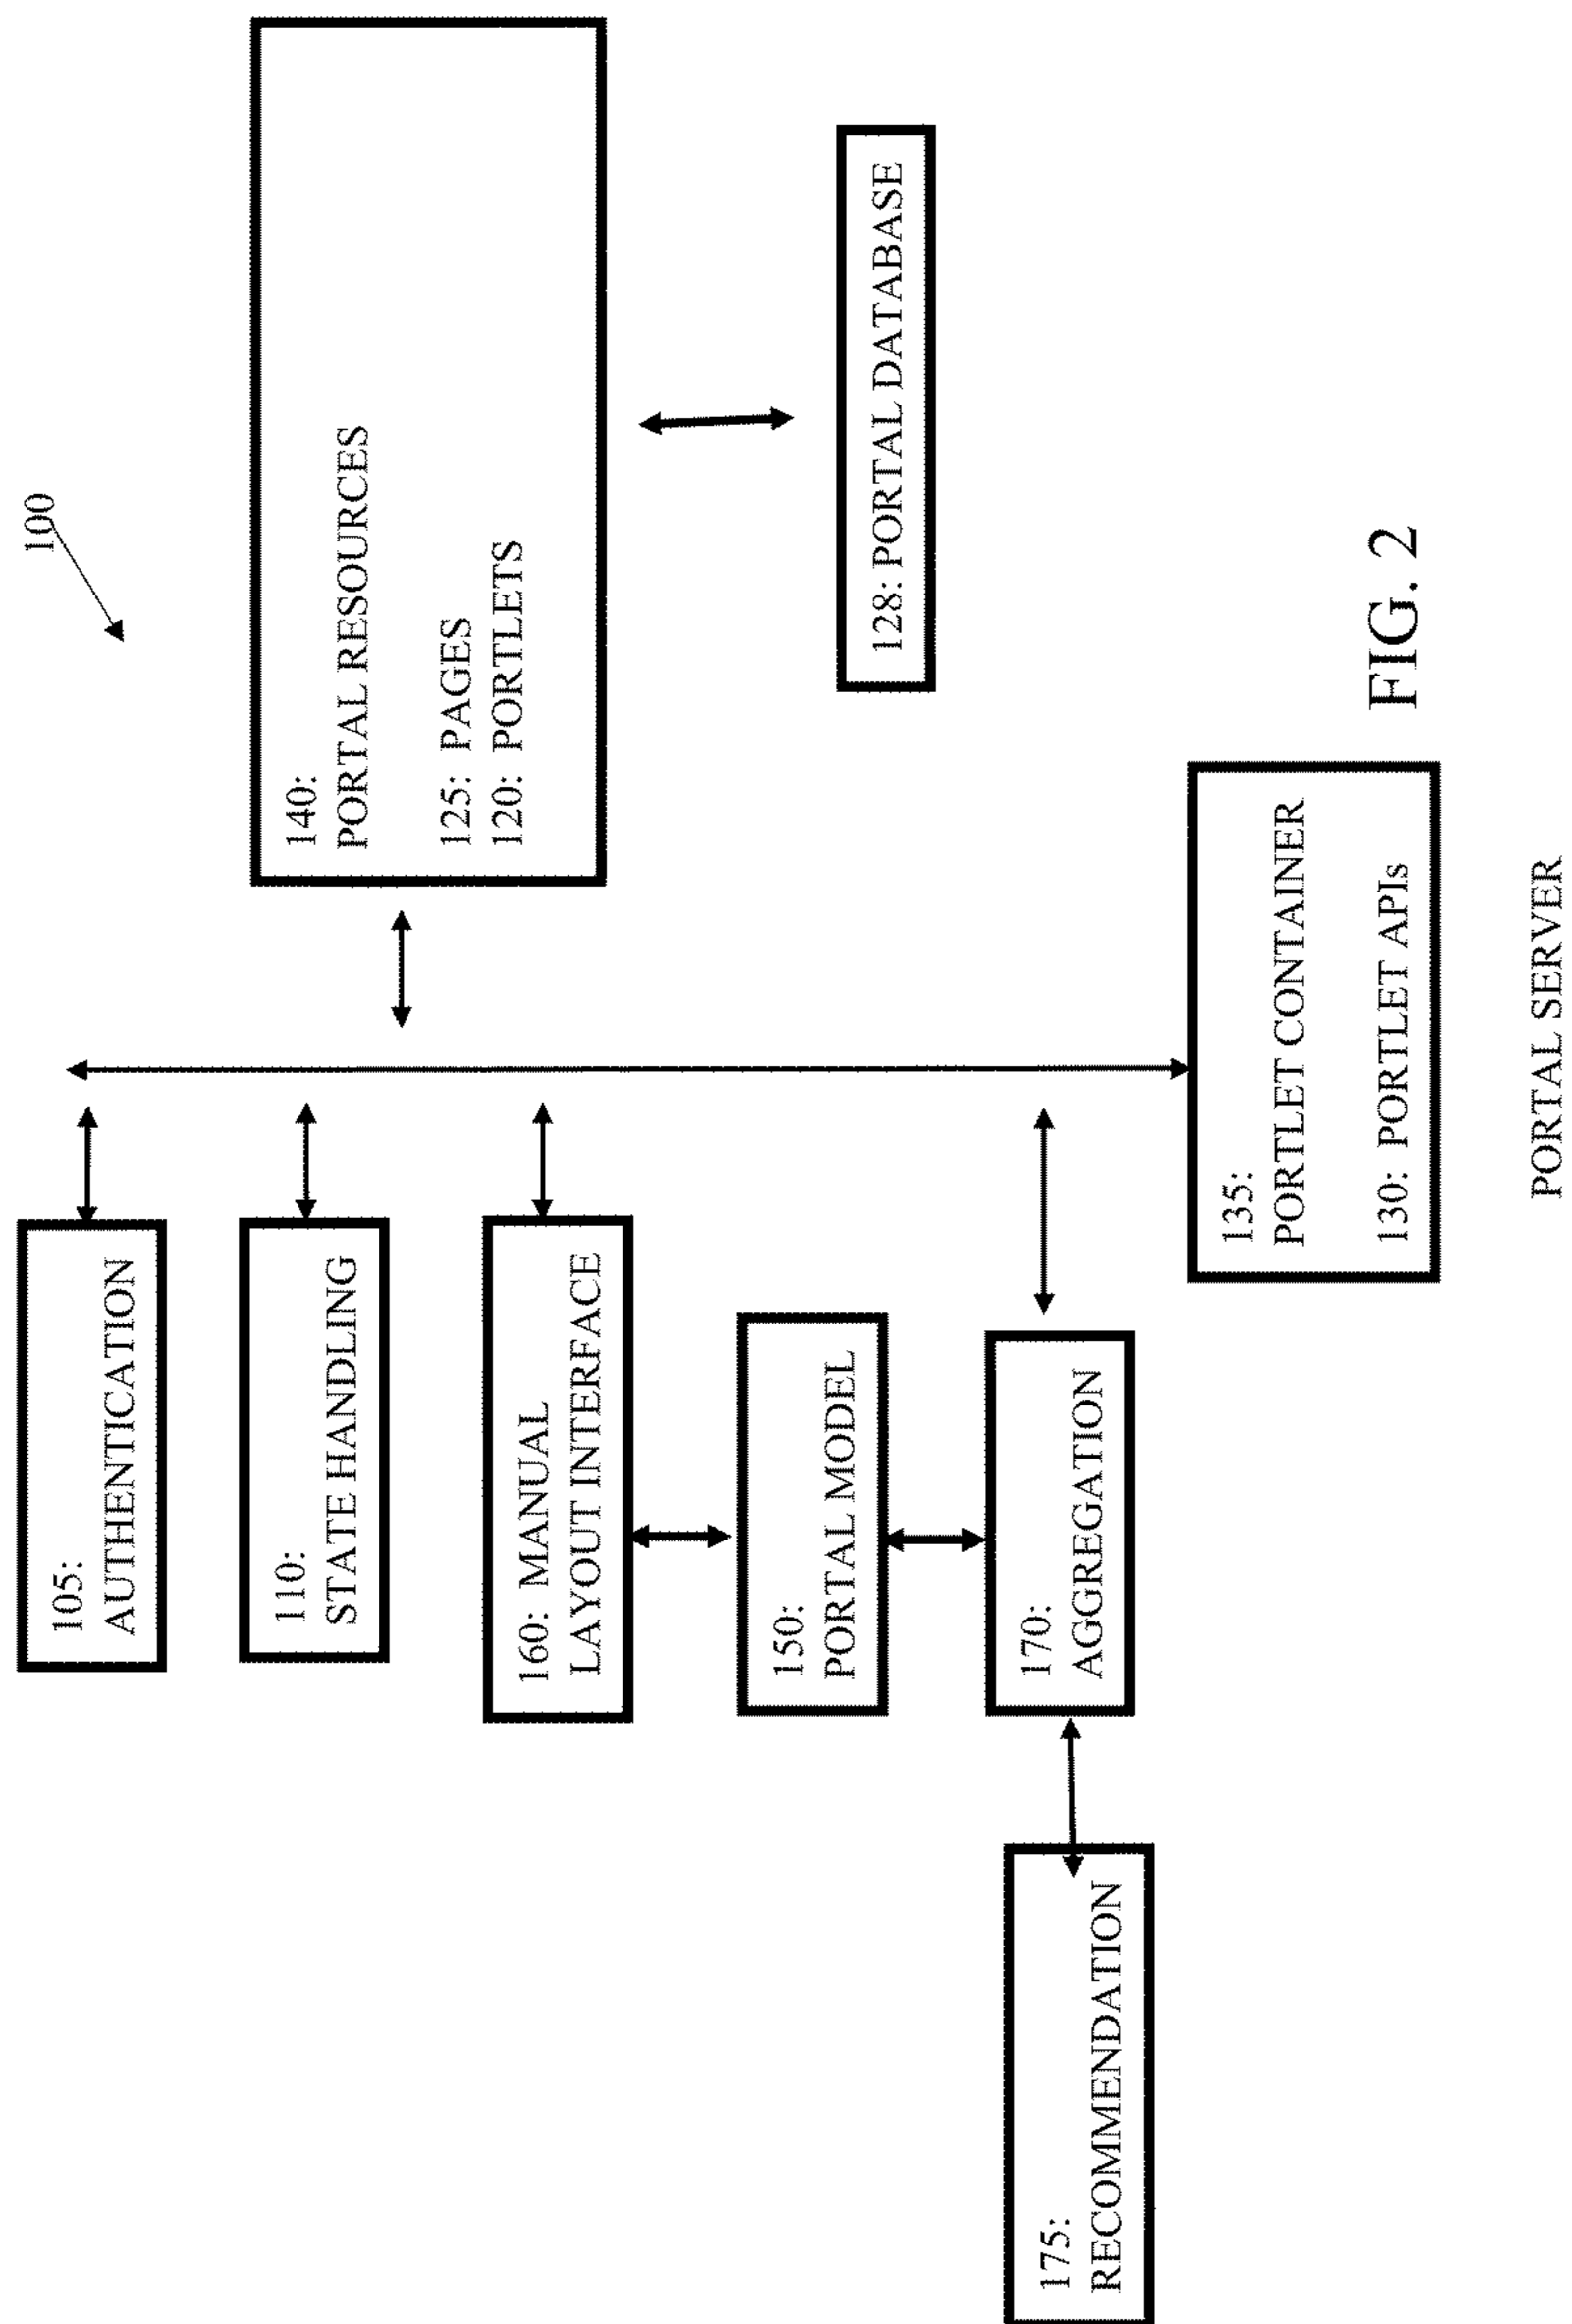 100
105:
AUTHENTICATION
110:
STATE HANDLING
160: MANUAL
LAYOUT INTERFACE
150:
PORTAL MODEL
170:
AGGREGATION
175:
RECOMMENDATION
140:
PORTAL RESOURCES
125: PAGES
120: PORTLETS
128: PORTAL DATABASE
135:
PORTLET CONTAINER
130: PORTLET APIs
FIG. 2
PORTAL SERVER